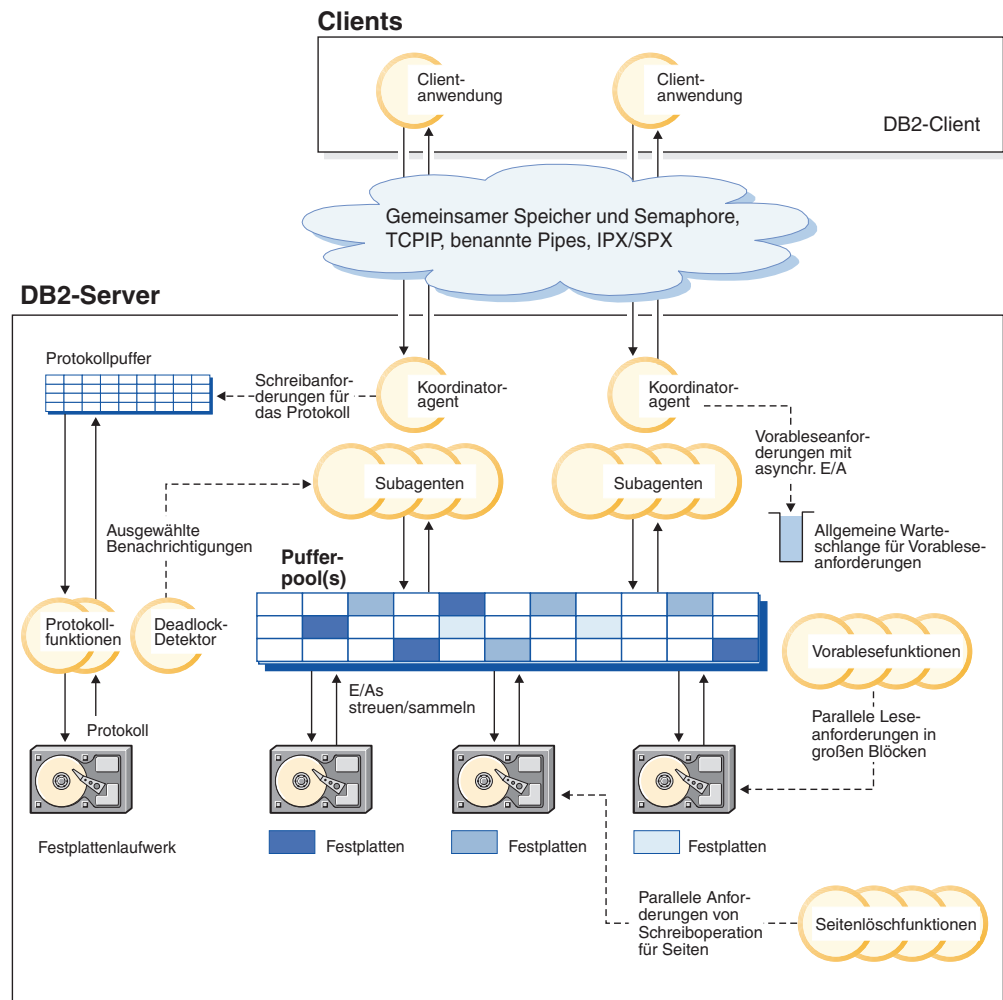 Clients
Client-
anwendung
Client-
anwendung
DB2-Client
Gemeinsamer Speicher und Semaphore,
TCPIP, benannte Pipes, IPX/SPX
DB2-Server
Protokollpuffer
Schreibanfor-
derungen für
das Protokoll
Koordinator-
agent
Koordinator-
agent
Vorableseanfor-
derungen mit
asynchr. E/A
Subagenten
Subagenten
Ausgewählte
Benachrichtigungen
Allgemeine Warte-
schlange für Vorablese-
anforderungen
Puffer-
pool(s)
Protokoll-
funktionen
Deadlock-
Detektor
Vorablesefunktionen
E/As
streuen/sammeln
Parallele Lese-
anforderungen in
großen Blöcken
Protokoll
Festplattenlaufwerk
Festplatten
Festplatten
Festplatten
Parallele Anfor-
derungen von
Schreiboperation
für Seiten
Seitenlöschfunktionen